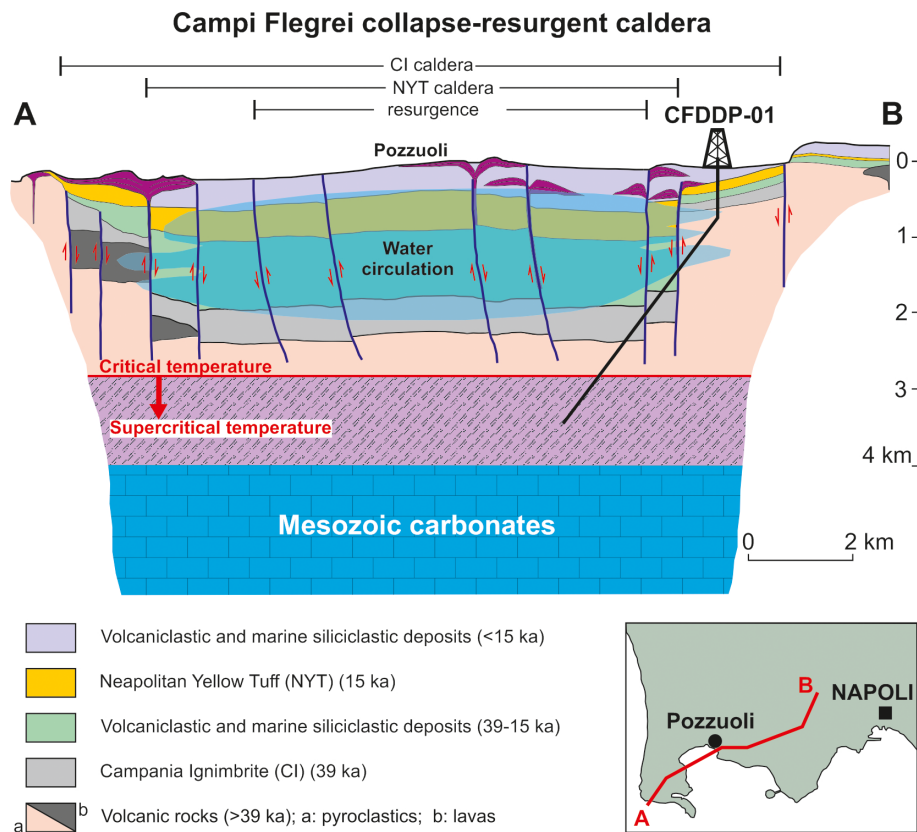 Campi Flegrei collapse-resurgent caldera
CI caldera
NYT caldera
resurgence
A
B
CFDDP-01
Pozzuoli
0
1
Water
circulation
2
Critical temperature
3
Supercritical temperature
4 km
Mesozoic carbonates
0 2 km
Volcaniclastic and marine siliciclastic deposits (<15 ka)
Neapolitan Yellow Tuff (NYT) (15 ka)
Volcaniclastic and marine siliciclastic deposits (39-15 ka)
Campania Ignimbrite (CI) (39 ka)
a b Volcanic rocks (>39 ka); a: pyroclastics; b: lavas
B
NAPOLI
Pozzuoli
A